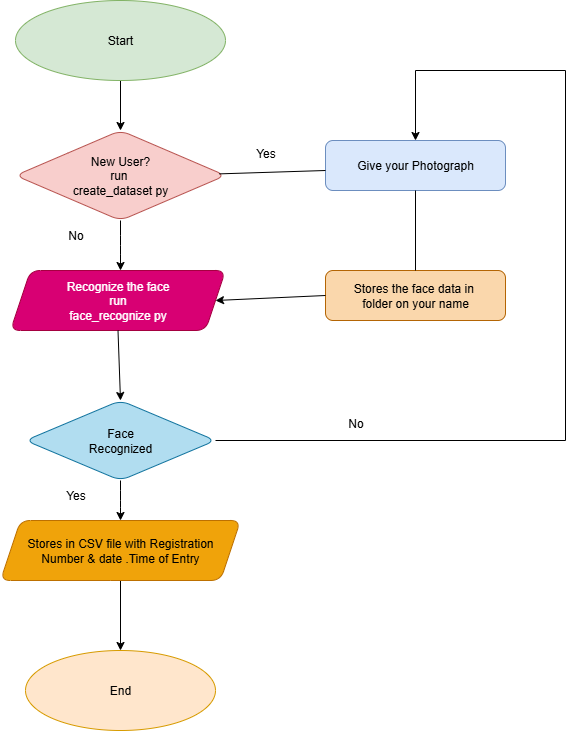 Start
New User?
run
create_dataset py
Yes
Give your Photograph
No
Recognize the face
run
face_recognize py
Stores the face data in
folder on your name
Face
Recognized
No
Yes
Stores in CSV file with Registration
Number & date .Time of Entry
End